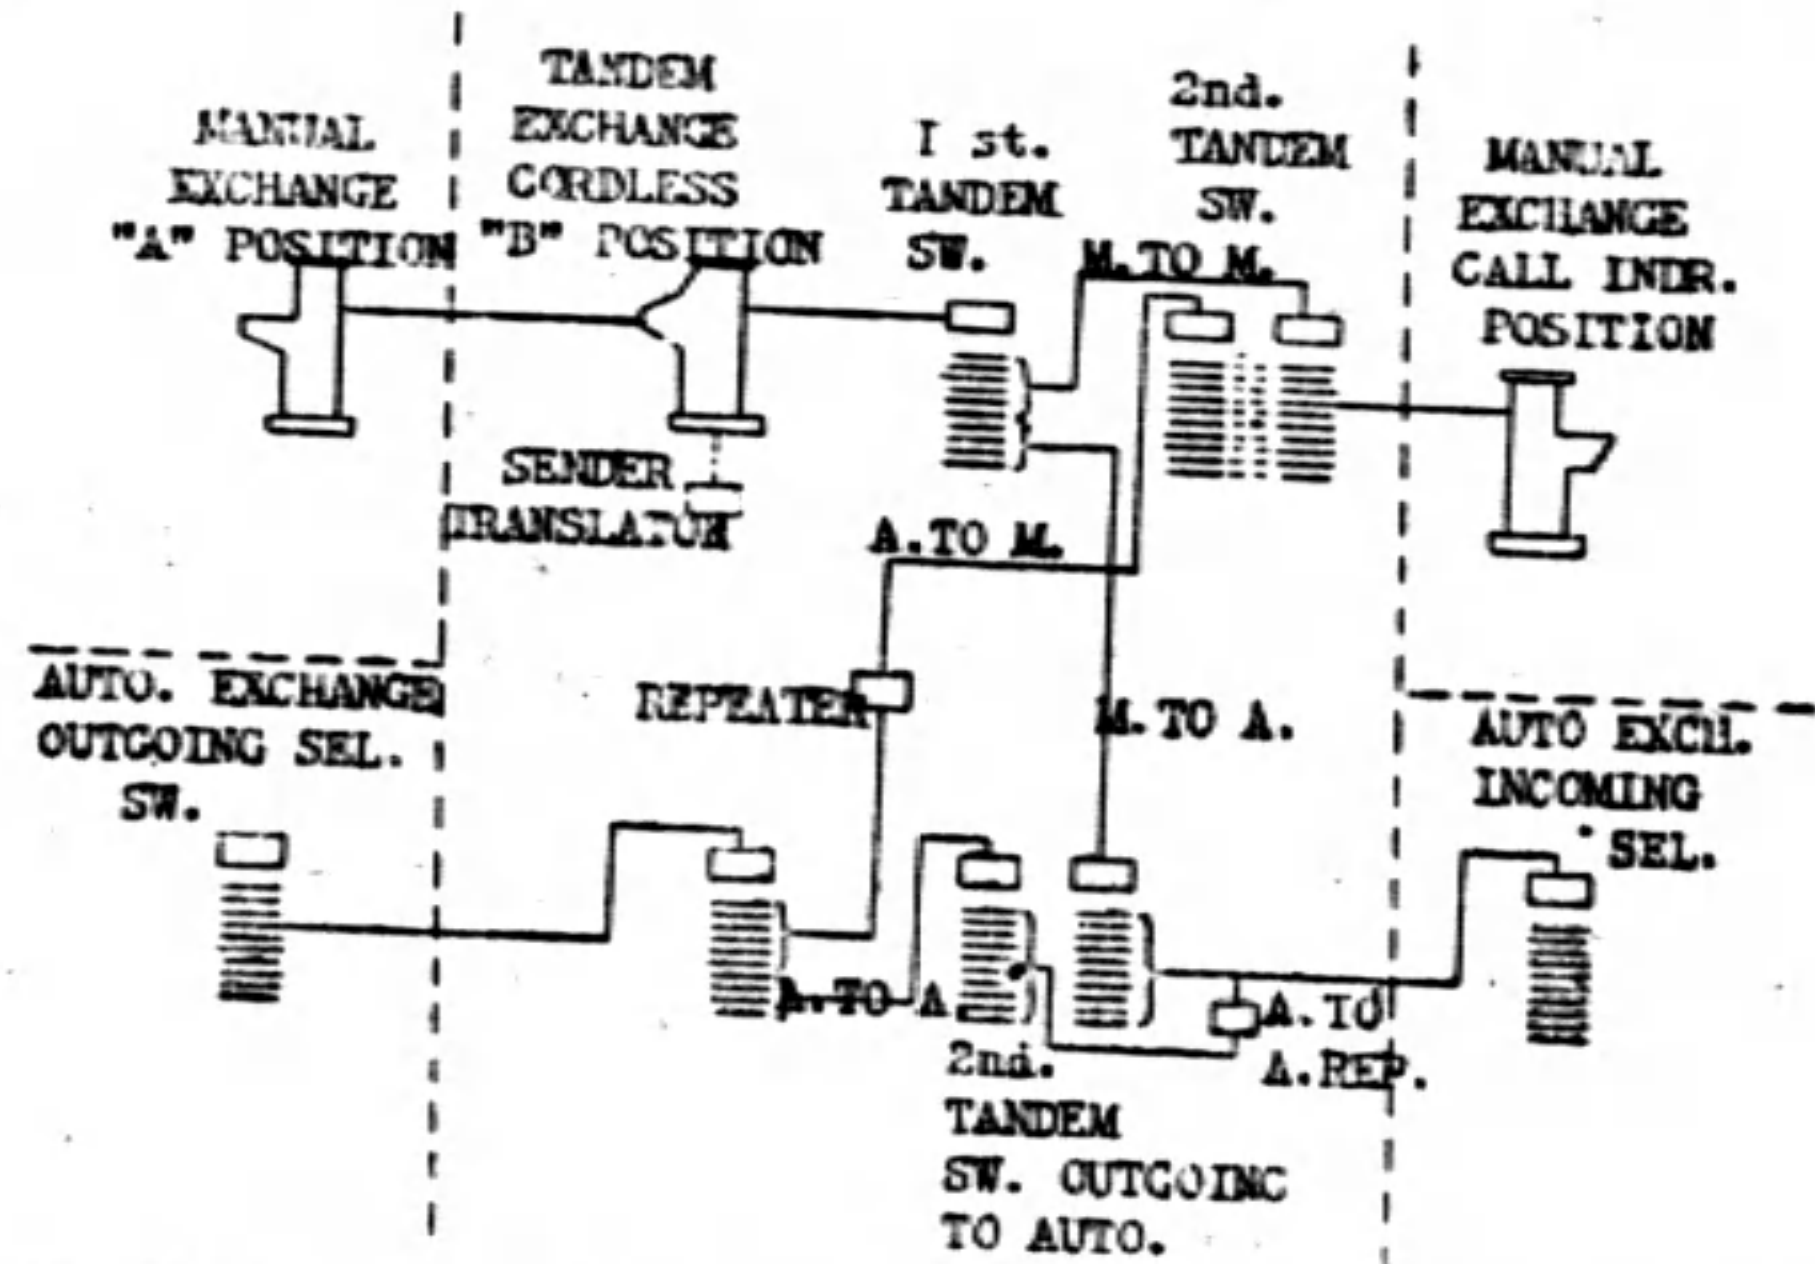 MANUAL
EXCHANGE
"A" POSITION
TANDEM
EXCHANGE
CORDLESS
"B" POSITION
I st.
TANDEM
SW.
2nd.
TANDEM
SW.
MANUAL
EXCHANGE
CALL INDR.
POSITION
M. TO M.
SENDER
TRANSLATOR
A. TO M.
AUTO. EXCHANGE
OUTGOING SEL.
SW.
REPEATER
M. TO A.
AUTO EXCH.
INCOMING
SEL.
A. TO A.
A. TO
A. REP.
2nd.
TANDEM
SW. OUTGOING
TO AUTO.